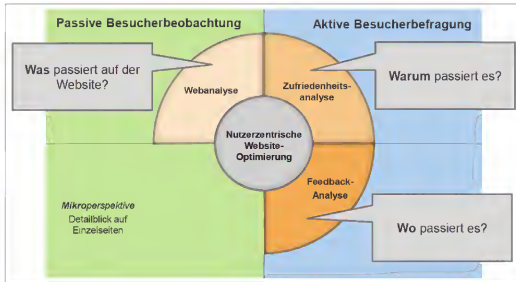 Passive Besucherbeobachtung
Aktive Besucherbefragung
Was passiert auf der
Website?
Webanalyse
Zufriedenheits-
analyse
Warum passiert es?
Nutzerzentrische
Website-
Optimierung
Mikroperspektive
Detailblick auf
Einzelseiten
Feedback-
Analyse
Wo passiert es?